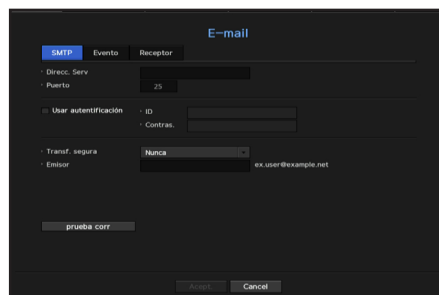 E-mail
SMTP Evento Receptor
Direcc. Serv
Puerto 25
Usar autentificación ID
Contras.
Transf. segura Nunca
Emisor ex.user@example.net
prueba corr
Acept. Cancel